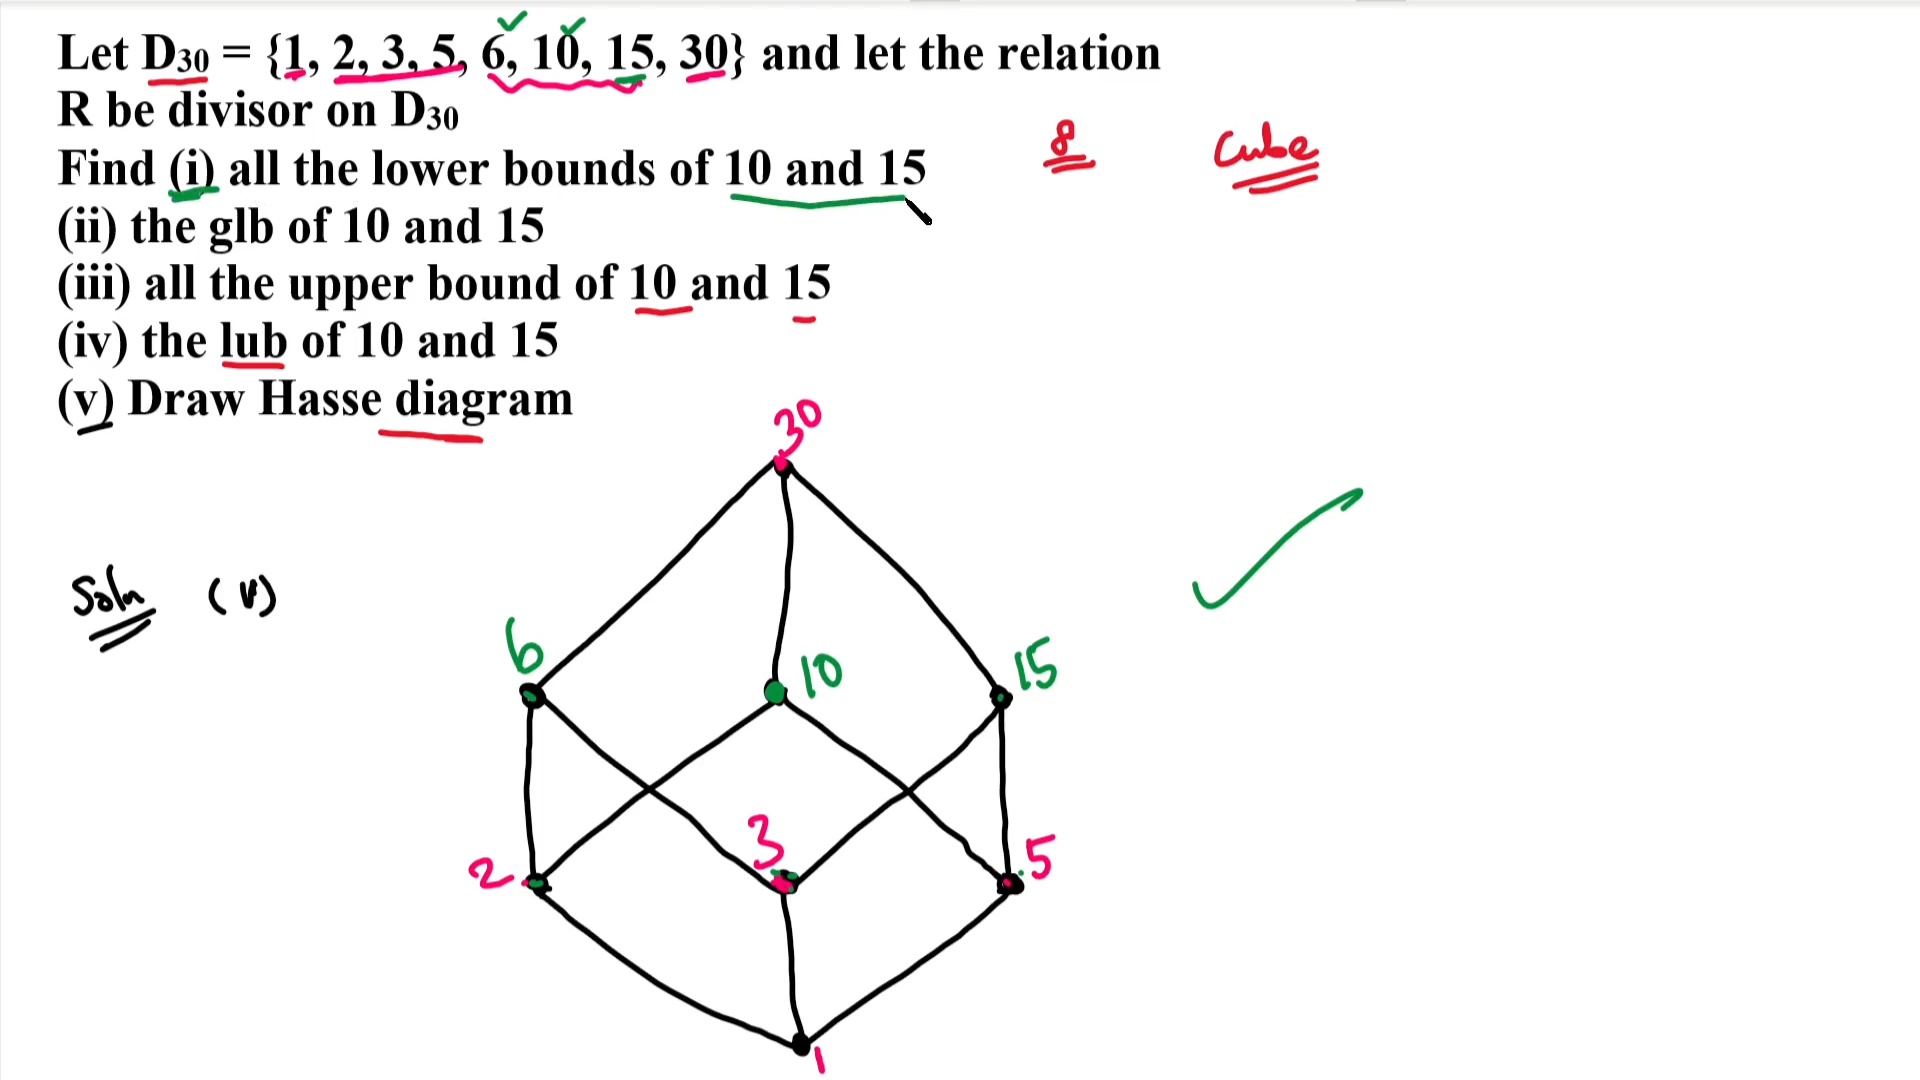 Let D30 = {1, 2, 3, 5, 6, 10, 15, 30} and let the relation
R be divisor on D30
Find (i) all the lower bounds of 10 and 15
8 Cube
(ii) the glb of 10 and 15
(iii) all the upper bound of 10 and 15
(iv) the lub of 10 and 15
(v) Draw Hasse diagram
30
Soln (v)
6 10 15
2 3 5
1